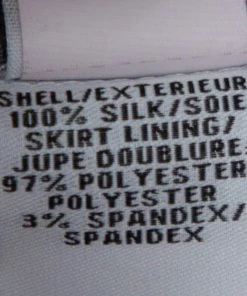 SHELL/EXTERIEUR
100% SILK/SOIE
SKIRT LINING/
JUPE DOUBLURE:
97% POLYESTER
POLYESTER
3% SPANDEX/
SPANDEX